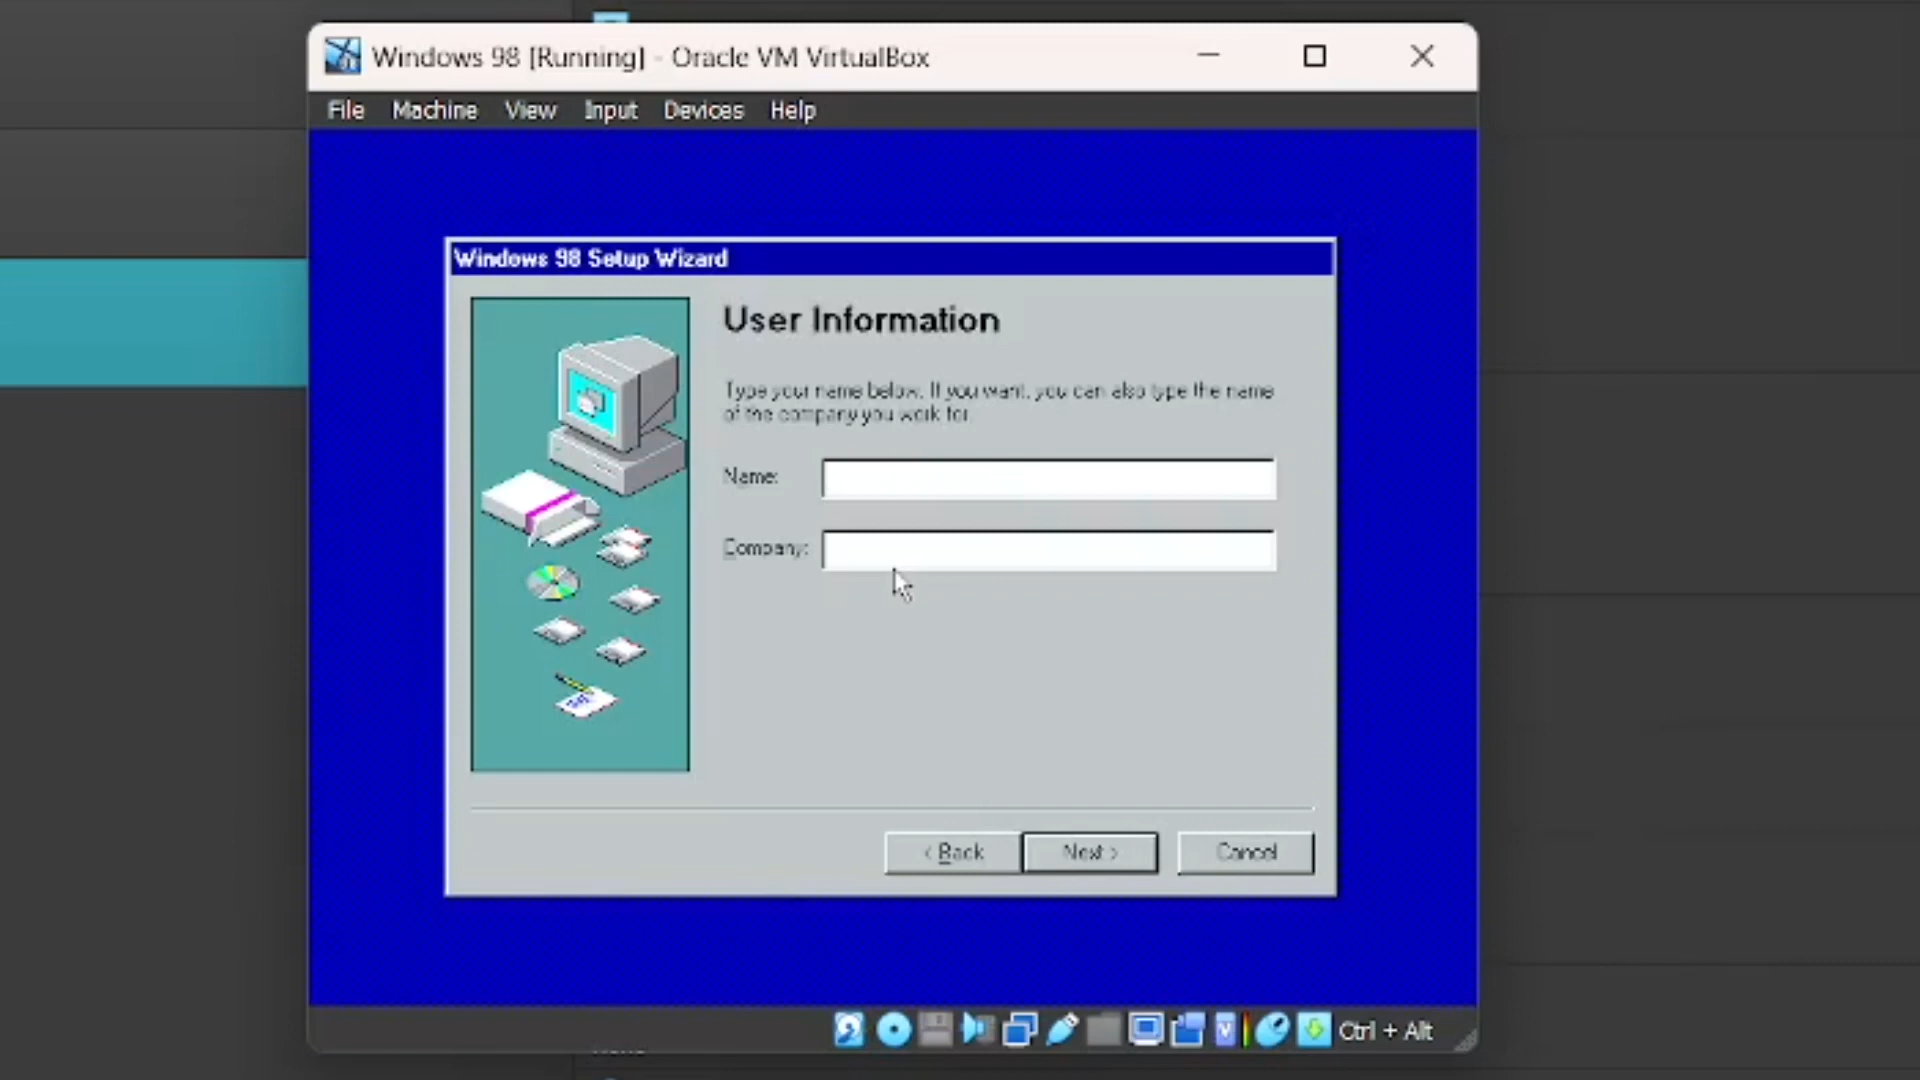 Windows 98 [Running] - Oracle VM VirtualBox
File Machine View Input Devices Help
Windows 98 Setup Wizard
User Information
Type your name below. If you want, you can also type the name
of the company you work for.
Name:
Company:
< Back
Next >
Cancel
Ctrl + Alt